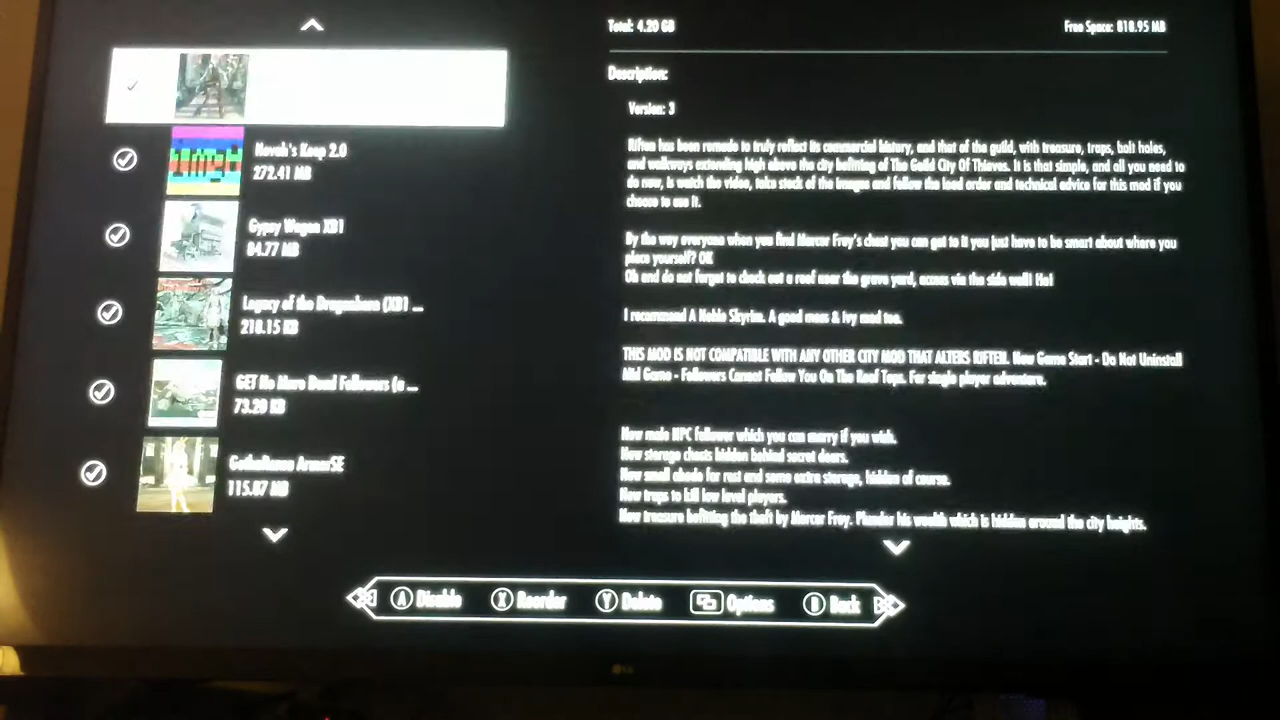 Total: 4.20 GB
Free Space: 818.95 MB
Description:
Version: 3
Riften has been remade to truly reflect its commercial history, and that of the guild, with treasure, traps, bolt holes,
and walkways extending high above the city befitting of The Guild City Of Thieves. It is that simple, and all you need to
do now, is watch the video, take stock of the images and follow the load order and technical advice for this mod if you
choose to use it.
By the way everyone when you find Mercer Frey's chest you can get to it you just have to be smart about where you
place yourself? OK
Oh and do not forget to check out a roof near the grave yard, access via the side wall! Ha!
I recommend A Noble Skyrim. A good moss & Ivy mod too.
THIS MOD IS NOT COMPATIBLE WITH ANY OTHER CITY MOD THAT ALTERS RIFTEN. New Game Start - Do Not Uninstall
Mid Game - Followers Cannot Follow You On The Roof Tops. For single player adventure.
New male NPC follower which you can marry if you wish.
New storage chests hidden behind secret doors.
New small abode for rest and some extra storage, hidden of course.
New traps to kill low level players.
New treasure befitting the theft by Mercer Frey. Plunder his wealth which is hidden around the city heights.
Keep 2.0
272.41 MB
Gypsy Wagon XB1
84.77 MB
Legacy of the Dragonborn (XB1 ...
218.15 KB
GET No More Dead Followers (a ...
73.20 KB
ArmorSE
115.87 MB
A Disable
X Reorder
Y Delete
Options
B Back
LG